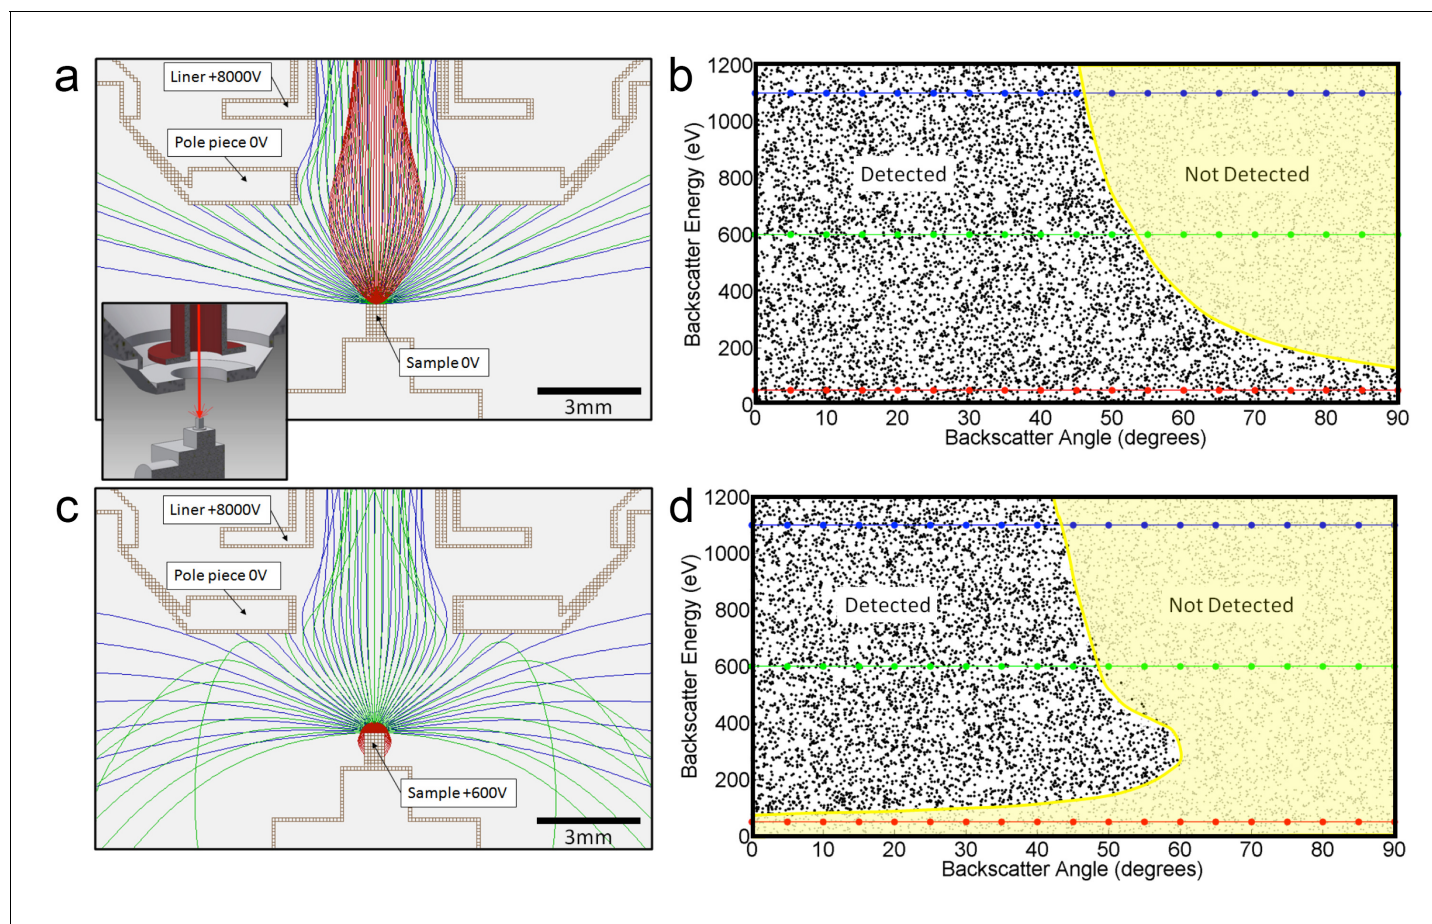 a
Liner +8000V
Pole piece 0V
Sample 0V
3mm
b
1200
1000
800
600
400
200
0
Backscatter Energy (eV)
Detected
Not Detected
0 10 20 30 40 50 60 70 80 90
Backscatter Angle (degrees)
c
Liner +8000V
Pole piece 0V
Sample +600V
3mm
d
1200
1000
800
600
400
200
0
Backscatter Energy (eV)
Detected
Not Detected
0 10 20 30 40 50 60 70 80 90
Backscatter Angle (degrees)